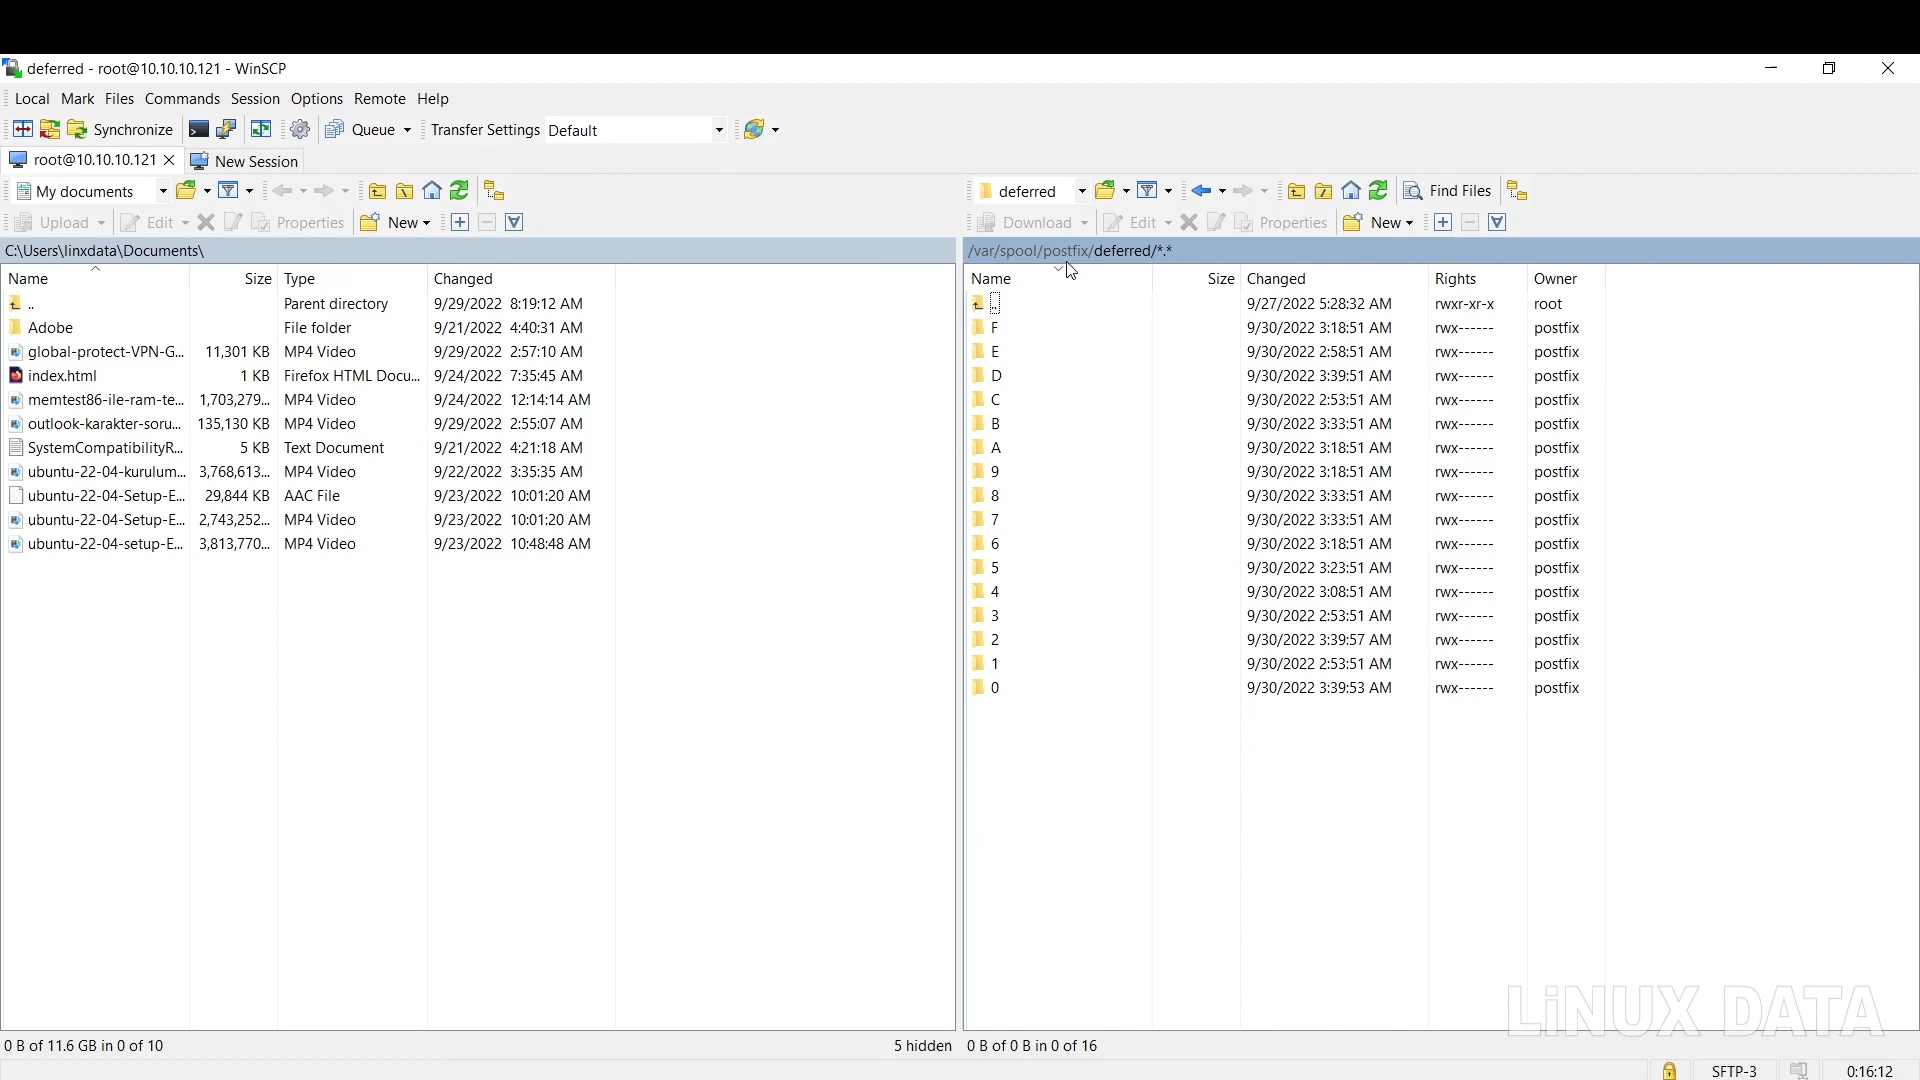 deferred - root@10.10.10.121 - WinSCP
Local Mark Files Commands Session Options Remote Help
Synchronize Queue Transfer Settings Default
root@10.10.10.121 New Session
My documents
Upload Edit Properties New
C:\Users\linxdata\Documents\
Name Size Type Changed
.. Parent directory 9/29/2022 8:19:12 AM
Adobe File folder 9/21/2022 4:40:31 AM
global-protect-VPN-G... 11,301 KB MP4 Video 9/29/2022 2:57:10 AM
index.html 1 KB Firefox HTML Docu... 9/24/2022 7:35:45 AM
memtest86-ile-ram-te... 1,703,279... MP4 Video 9/24/2022 12:14:14 AM
outlook-karakter-soru... 135,130 KB MP4 Video 9/29/2022 2:55:07 AM
SystemCompatibilityR... 5 KB Text Document 9/21/2022 4:21:18 AM
ubuntu-22-04-kurulum... 3,768,613... MP4 Video 9/22/2022 3:35:35 AM
ubuntu-22-04-Setup-E... 29,844 KB AAC File 9/23/2022 10:01:20 AM
ubuntu-22-04-Setup-E... 2,743,252... MP4 Video 9/23/2022 10:01:20 AM
ubuntu-22-04-setup-E... 3,813,770... MP4 Video 9/23/2022 10:48:48 AM
0 B of 11.6 GB in 0 of 10 5 hidden
deferred Find Files
Download Edit Properties New
/var/spool/postfix/deferred/*.*
Name Size Changed Rights Owner
.. 9/27/2022 5:28:32 AM rwxr-xr-x root
F 9/30/2022 3:18:51 AM rwx------ postfix
E 9/30/2022 2:58:51 AM rwx------ postfix
D 9/30/2022 3:39:51 AM rwx------ postfix
C 9/30/2022 2:53:51 AM rwx------ postfix
B 9/30/2022 3:33:51 AM rwx------ postfix
A 9/30/2022 3:18:51 AM rwx------ postfix
9 9/30/2022 3:18:51 AM rwx------ postfix
8 9/30/2022 3:33:51 AM rwx------ postfix
7 9/30/2022 3:33:51 AM rwx------ postfix
6 9/30/2022 3:18:51 AM rwx------ postfix
5 9/30/2022 3:23:51 AM rwx------ postfix
4 9/30/2022 3:08:51 AM rwx------ postfix
3 9/30/2022 2:53:51 AM rwx------ postfix
2 9/30/2022 3:39:57 AM rwx------ postfix
1 9/30/2022 2:53:51 AM rwx------ postfix
0 9/30/2022 3:39:53 AM rwx------ postfix
LiNUX DATA
0 B of 0 B in 0 of 16
SFTP-3 0:16:12